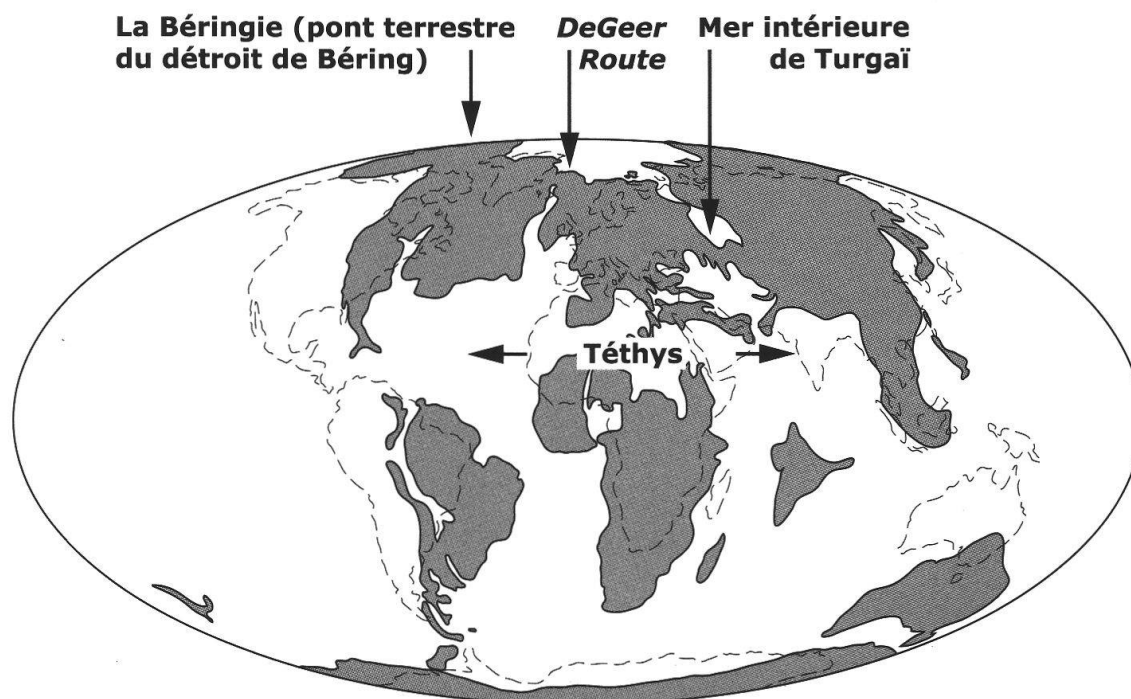 La Béringie (pont terrestre
du détroit de Béring)
DeGeer
Route
Mer intérieure
de Turgaï
Téthys